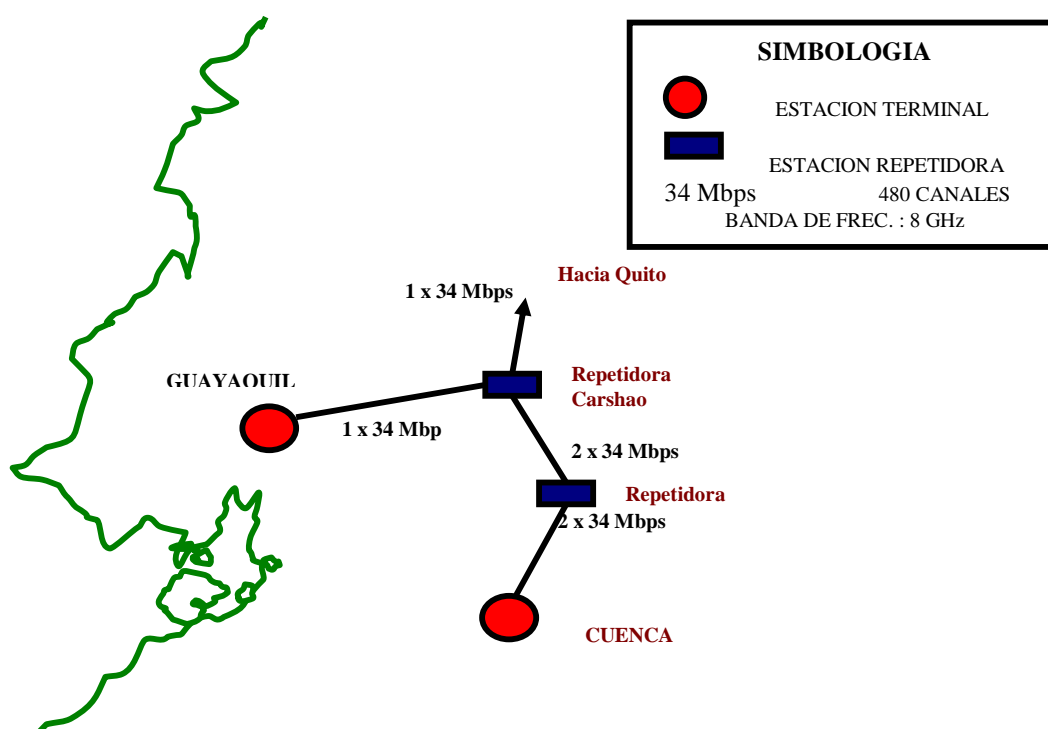 SIMBOLOGIA
ESTACION TERMINAL
ESTACION REPETIDORA
34 Mbps 480 CANALES
BANDA DE FREC. : 8 GHz
Hacia Quito
1 x 34 Mbps
GUAYAQUIL
Repetidora
Carshao
1 x 34 Mbp
2 x 34 Mbps
Repetidora
2 x 34 Mbps
CUENCA